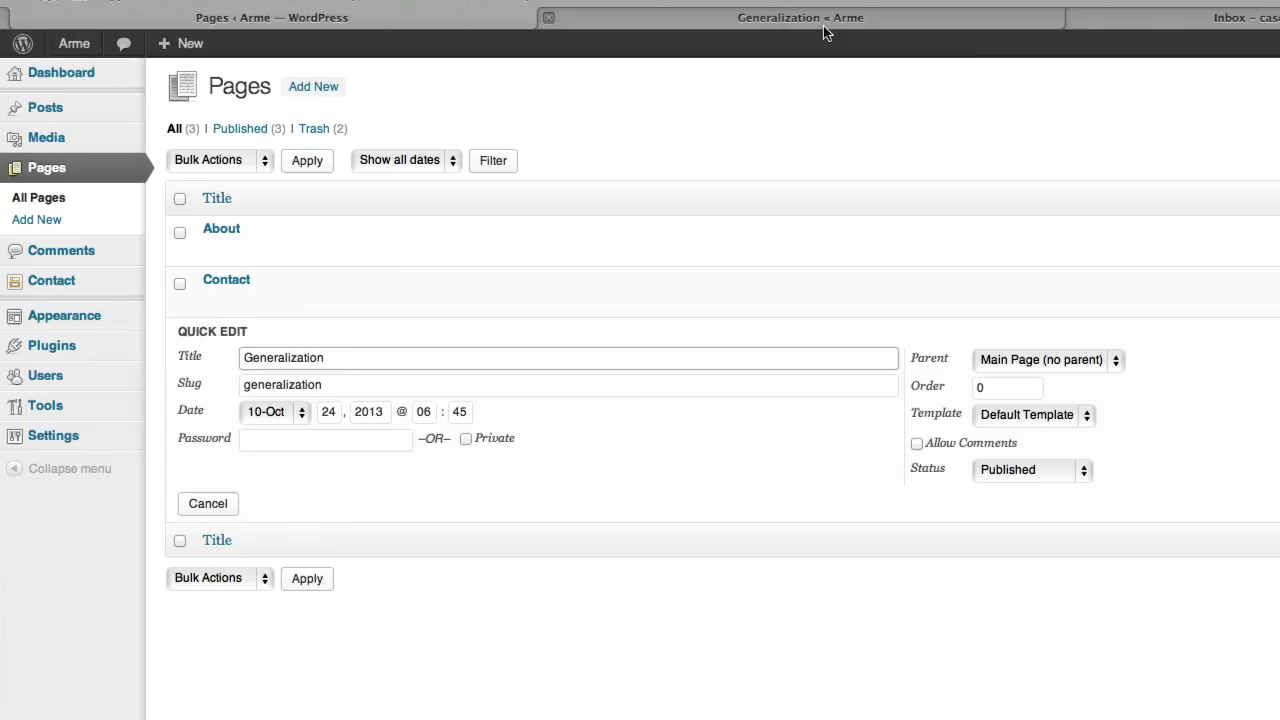 Pages ‹ Arme — WordPress
Generalization « Arme
Inbox – cas
Arme
New
Dashboard
Posts
Media
Pages
All Pages
Add New
Comments
Contact
Appearance
Plugins
Users
Tools
Settings
Collapse menu
Pages Add New
All (3) | Published (3) | Trash (2)
Bulk Actions Apply Show all dates Filter
Title
About
Contact
QUICK EDIT
Title Generalization
Slug generalization
Date 10-Oct 24 , 2013 @ 06 : 45
Password –OR– Private
Parent Main Page (no parent)
Order 0
Template Default Template
Allow Comments
Status Published
Cancel
Title
Bulk Actions Apply